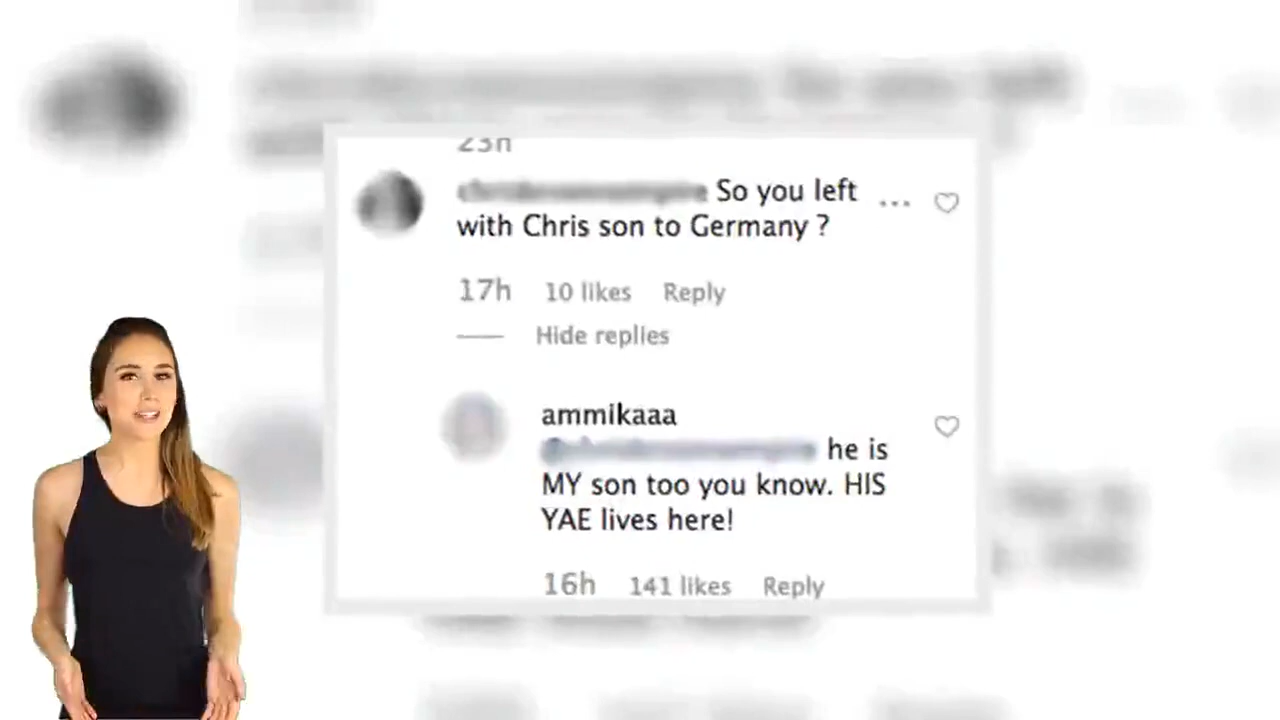 23h
So you left
with Chris son to Germany ?
17h 10 likes Reply
Hide replies
ammikaaa
he is
MY son too you know. HIS
YAE lives here!
16h 141 likes Reply